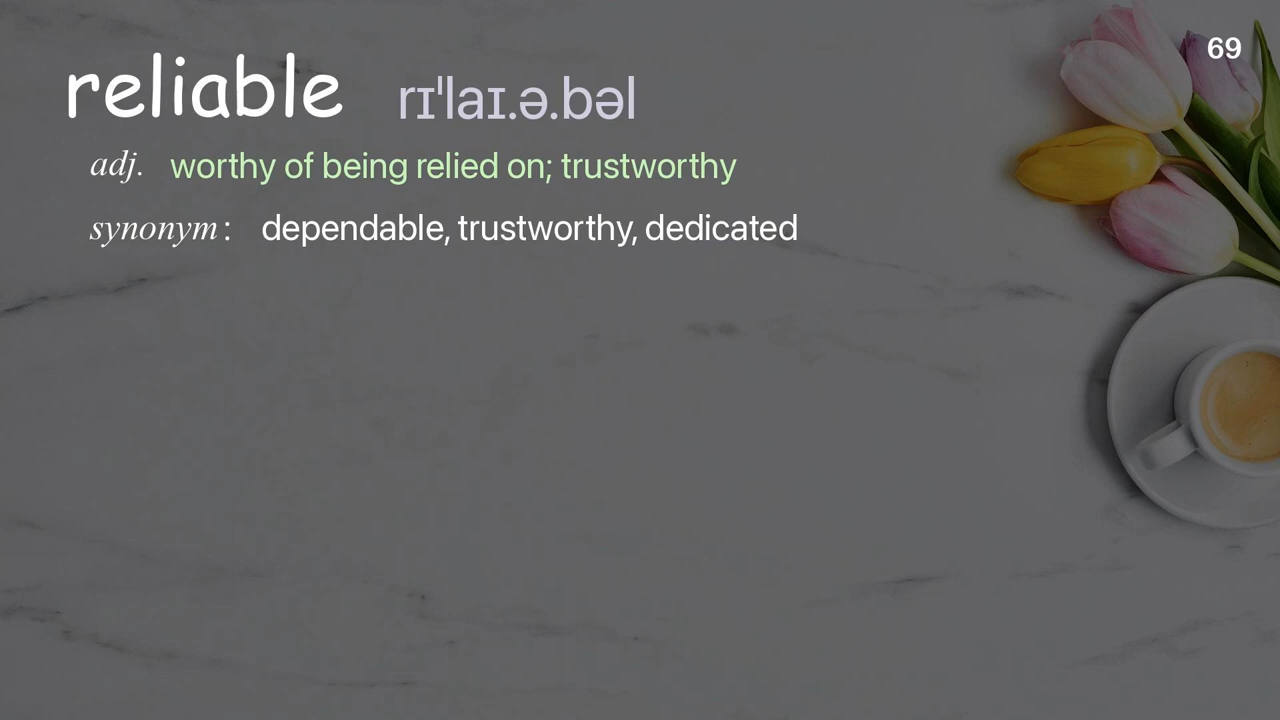 69
reliable rɪˈlaɪ.ə.bəl
adj. worthy of being relied on; trustworthy
synonym: dependable, trustworthy, dedicated